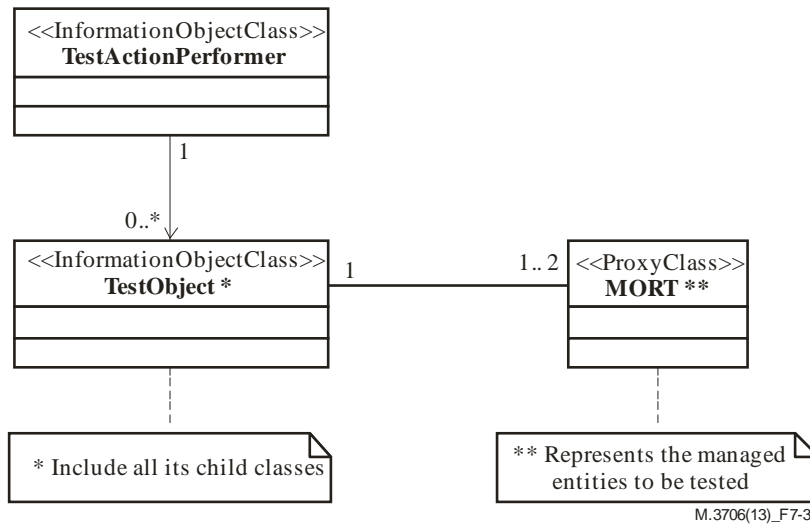 <<InformationObjectClass>>
TestActionPerformer
1
0..*
<<InformationObjectClass>>
TestObject *
1
1.. 2
<<ProxyClass>>
MORT **
* Include all its child classes
** Represents the managed
entities to be tested
M.3706(13)_F7-3